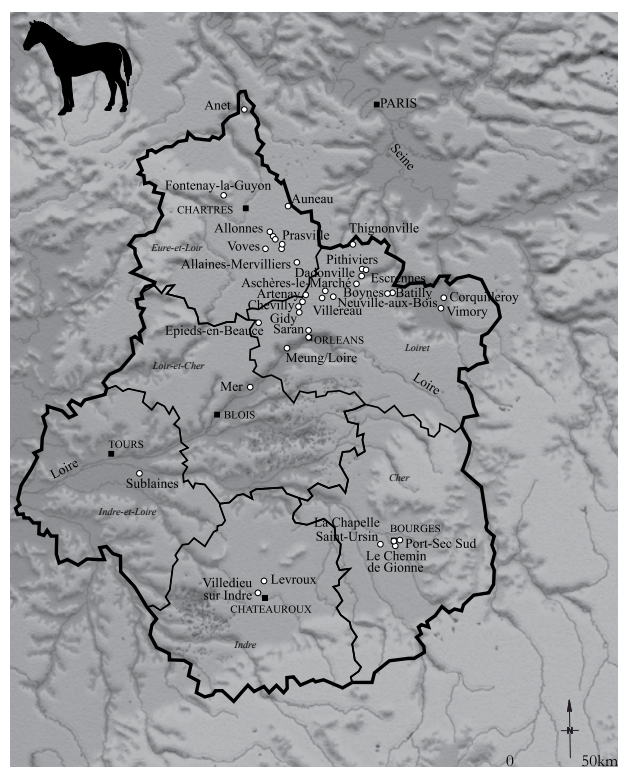 Anet
PARIS
Seine
Fontenay-la-Guyon
CHARTRES
Auneau
Allonnes
Prasville
Thignonville
Eure-et-Loir
Voves
Pithiviers
Allaines-Mervilliers
Dadonville
Escrennes
Aschères-le-Marché
Artenay
Boynes
Batilly
Corquilleroy
Chevilly
Neuville-aux-Bois
Vimory
Gidy
Villereau
Epieds-en-Beauce
Saran
ORLEANS
Meung/Loire
Loiret
Loir-et-Cher
Mer
Loire
BLOIS
TOURS
Loire
Sublaines
Cher
Indre-et-Loire
La Chapelle
Saint-Ursin
BOURGES
Port-Sec Sud
Le Chemin
de Gionne
Villedieu
sur Indre
Levroux
CHATEAUROUX
Indre
N
0 50km